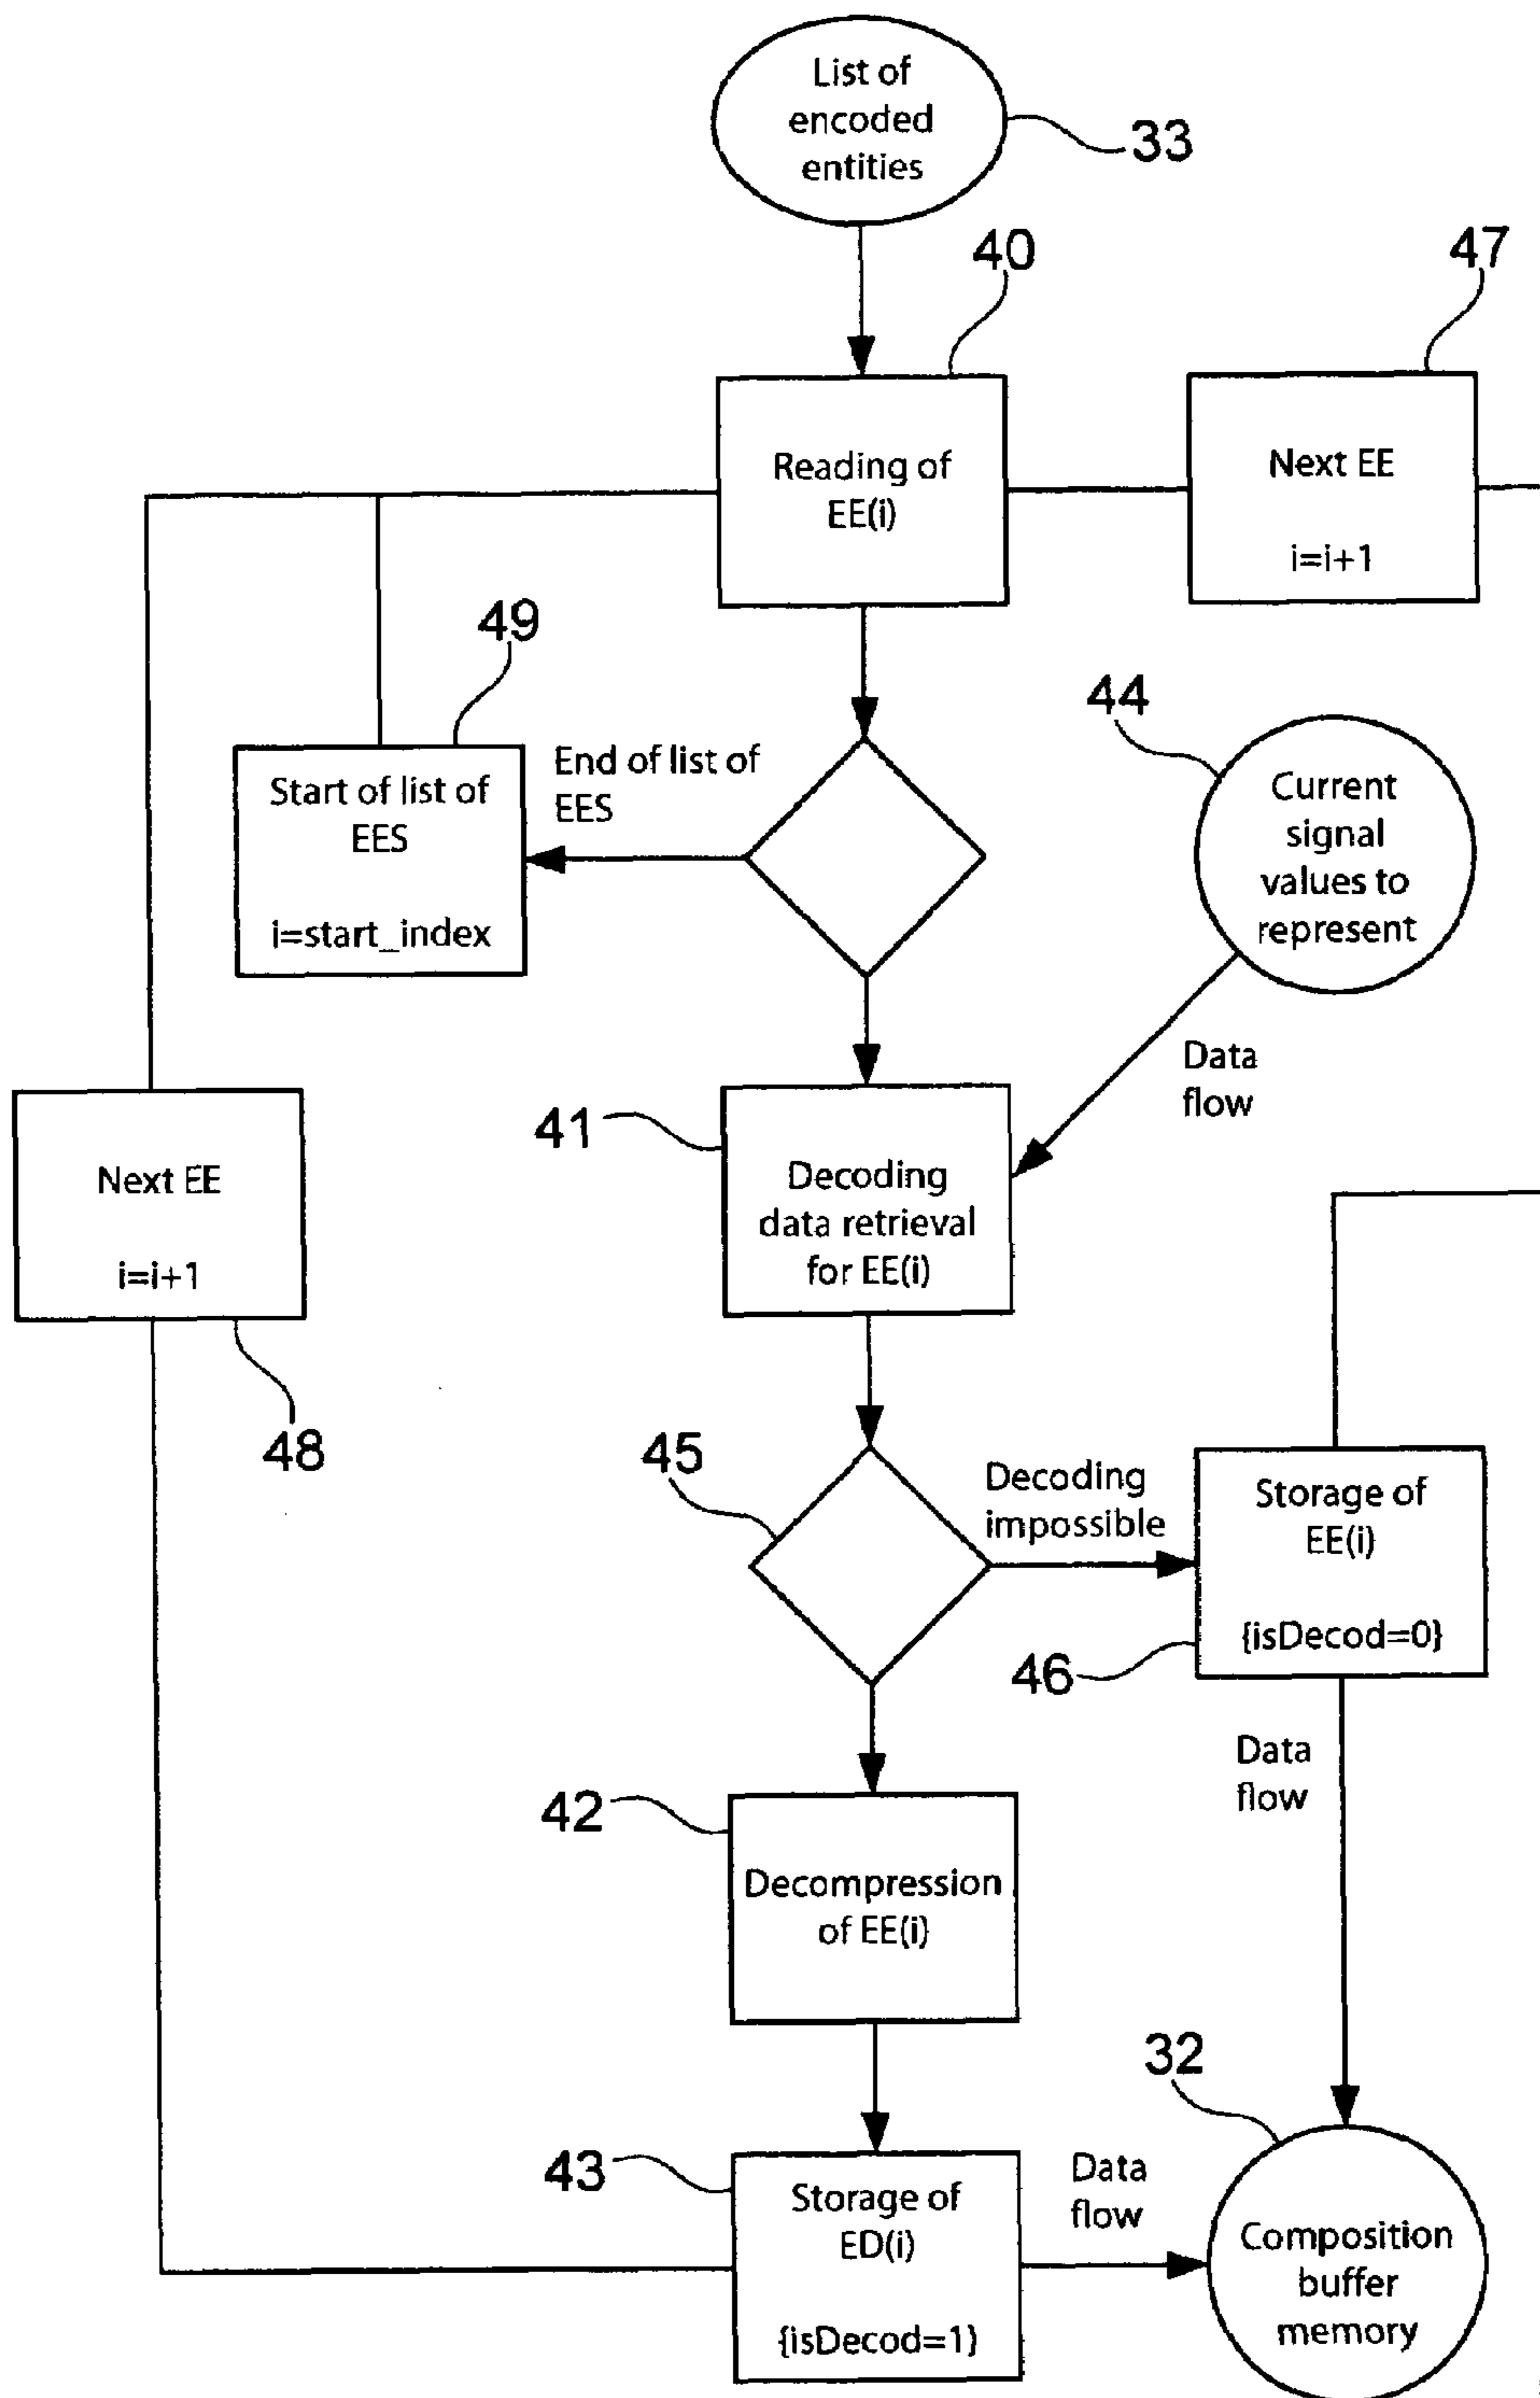 List of
encoded
entities
33
40
47
Reading of
EE(i)
Next EE
i=i+1
49
44
Start of list of
EES
i=start_index
End of list of
EES
Current
signal
values to
represent
Data
flow
41
Decoding
data retrieval
for EE(i)
Next EE
i=i+1
48
45
Decoding
impossible
Storage of
EE(i)
{isDecod=0}
46
Data
flow
42
Decompression
of EE(i)
32
43
Storage of
ED(i)
{isDecod=1}
Data
flow
Composition
buffer
memory